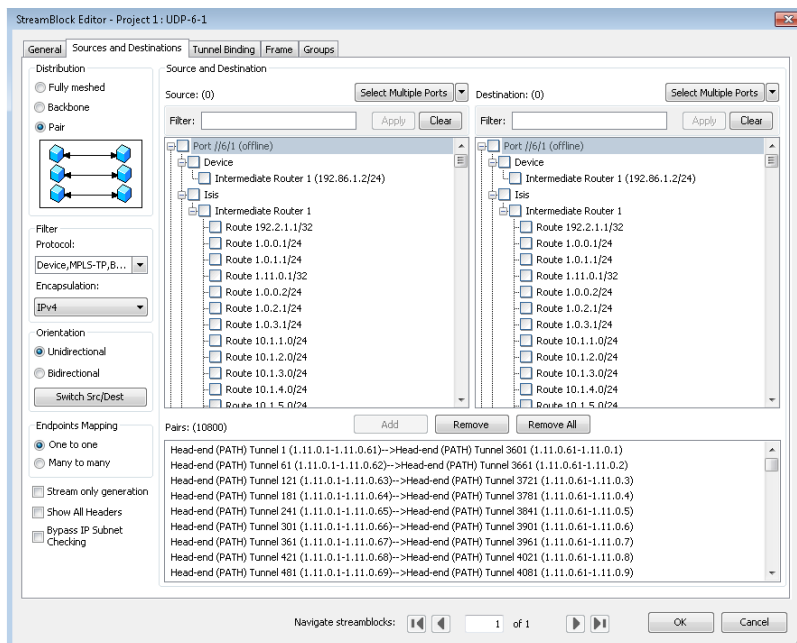 StreamBlock Editor - Project 1: UDP-6-1
General Sources and Destinations Tunnel Binding Frame Groups
Distribution
Fully meshed
Backbone
Pair
Filter
Protocol:
Device,MPLS-TP,B...
Encapsulation:
IPv4
Orientation
Unidirectional
Bidirectional
Switch Src/Dest
Endpoints Mapping
One to one
Many to many
Stream only generation
Show All Headers
Bypass IP Subnet
Checking
Source and Destination
Source: (0) Select Multiple Ports
Filter: Apply Clear
Port //6/1 (offline)
Device
Intermediate Router 1 (192.86.1.2/24)
Isis
Intermediate Router 1
Route 192.2.1.1/32
Route 1.0.0.1/24
Route 1.0.1.1/24
Route 1.11.0.1/32
Route 1.0.0.2/24
Route 1.0.2.1/24
Route 1.0.3.1/24
Route 10.1.1.0/24
Route 10.1.2.0/24
Route 10.1.3.0/24
Route 10.1.4.0/24
Route 10.1.5.0/24
Destination: (0) Select Multiple Ports
Filter: Apply Clear
Port //6/1 (offline)
Device
Intermediate Router 1 (192.86.1.2/24)
Isis
Intermediate Router 1
Route 192.2.1.1/32
Route 1.0.0.1/24
Route 1.0.1.1/24
Route 1.11.0.1/32
Route 1.0.0.2/24
Route 1.0.2.1/24
Route 1.0.3.1/24
Route 10.1.1.0/24
Route 10.1.2.0/24
Route 10.1.3.0/24
Route 10.1.4.0/24
Route 10.1.5.0/24
Pairs: (10800) Add Remove Remove All
Head-end (PATH) Tunnel 1 (1.11.0.1-1.11.0.61)-->Head-end (PATH) Tunnel 3601 (1.11.0.61-1.11.0.1)
Head-end (PATH) Tunnel 61 (1.11.0.1-1.11.0.62)-->Head-end (PATH) Tunnel 3661 (1.11.0.61-1.11.0.2)
Head-end (PATH) Tunnel 121 (1.11.0.1-1.11.0.63)-->Head-end (PATH) Tunnel 3721 (1.11.0.61-1.11.0.3)
Head-end (PATH) Tunnel 181 (1.11.0.1-1.11.0.64)-->Head-end (PATH) Tunnel 3781 (1.11.0.61-1.11.0.4)
Head-end (PATH) Tunnel 241 (1.11.0.1-1.11.0.65)-->Head-end (PATH) Tunnel 3841 (1.11.0.61-1.11.0.5)
Head-end (PATH) Tunnel 301 (1.11.0.1-1.11.0.66)-->Head-end (PATH) Tunnel 3901 (1.11.0.61-1.11.0.6)
Head-end (PATH) Tunnel 361 (1.11.0.1-1.11.0.67)-->Head-end (PATH) Tunnel 3961 (1.11.0.61-1.11.0.7)
Head-end (PATH) Tunnel 421 (1.11.0.1-1.11.0.68)-->Head-end (PATH) Tunnel 4021 (1.11.0.61-1.11.0.8)
Head-end (PATH) Tunnel 481 (1.11.0.1-1.11.0.69)-->Head-end (PATH) Tunnel 4081 (1.11.0.61-1.11.0.9)
Navigate streamblocks: 1 of 1 OK Cancel